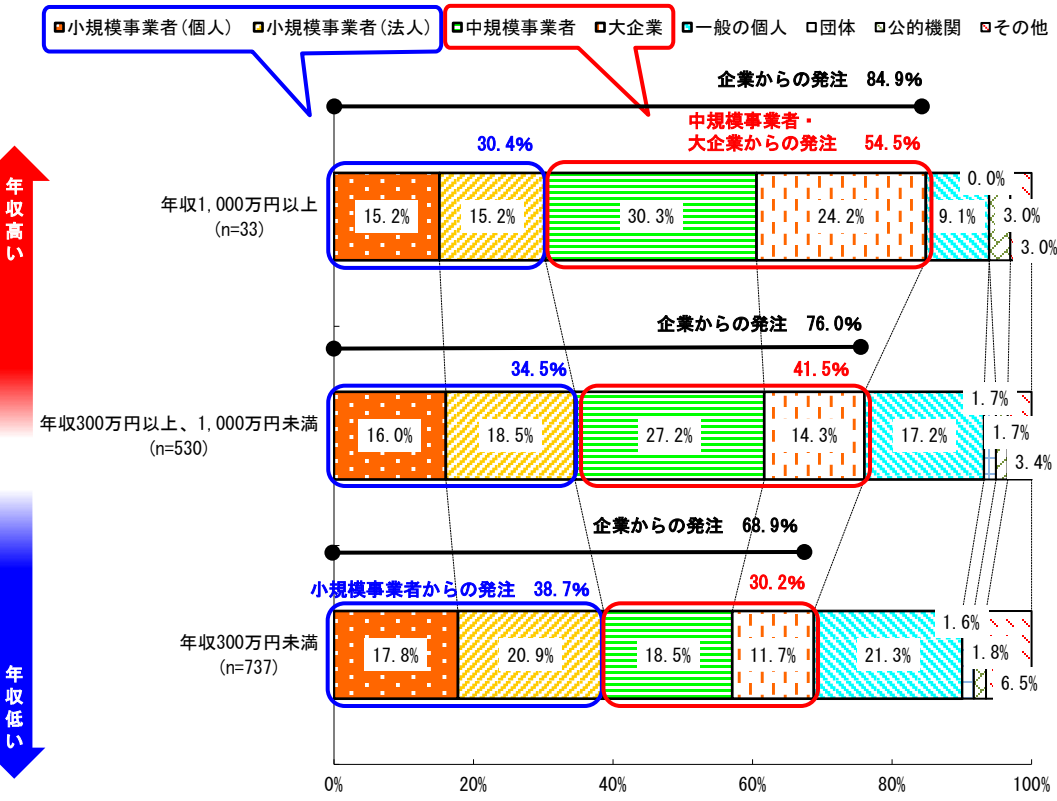 小規模事業者(個人) 小規模事業者(法人) 中規模事業者 大企業 一般の個人 団体 公的機関 その他
企業からの発注 84.9%
中規模事業者・
大企業からの発注 54.5%
30.4%
年収高い
年収1,000万円以上
(n=33)
15.2% 15.2% 30.3% 24.2% 9.1% 0.0% 3.0% 3.0%
企業からの発注 76.0%
34.5% 41.5%
年収300万円以上、1,000万円未満
(n=530)
16.0% 18.5% 27.2% 14.3% 17.2% 1.7% 1.7% 3.4%
企業からの発注 68.9%
小規模事業者からの発注 38.7% 30.2%
年収300万円未満
(n=737)
17.8% 20.9% 18.5% 11.7% 21.3% 1.6% 1.8% 6.5%
年収低い
0% 20% 40% 60% 80% 100%